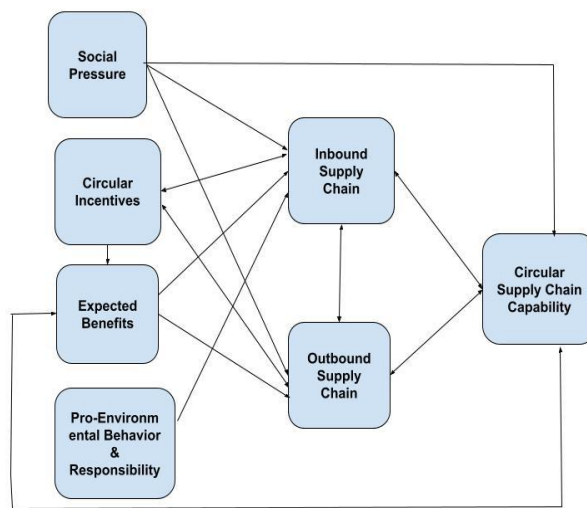 Social
Pressure
Circular
Incentives
Expected
Benefits
Pro-Environm
ental Behavior
&
Responsibility
Inbound
Supply
Chain
Outbound
Supply
Chain
Circular
Supply Chain
Capability